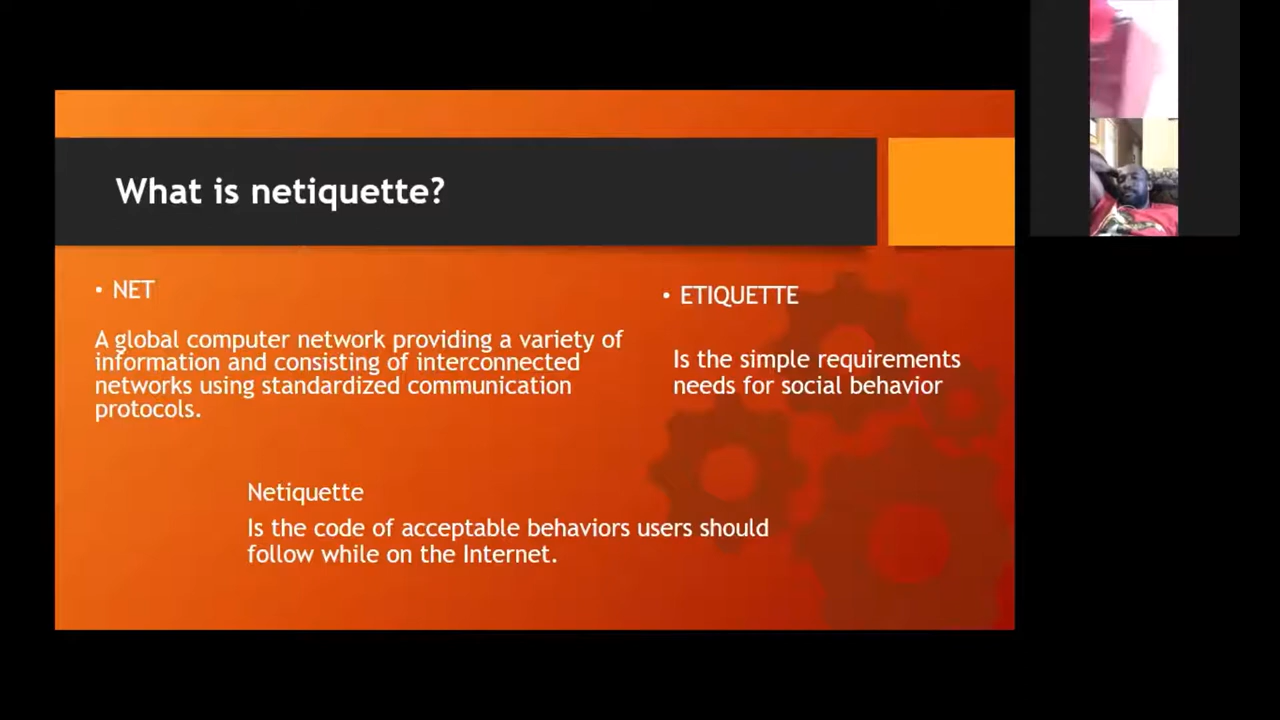 What is netiquette?
• NET
A global computer network providing a variety of
information and consisting of interconnected
networks using standardized communication
protocols.
• ETIQUETTE
Is the simple requirements
needs for social behavior
Netiquette
Is the code of acceptable behaviors users should
follow while on the Internet.